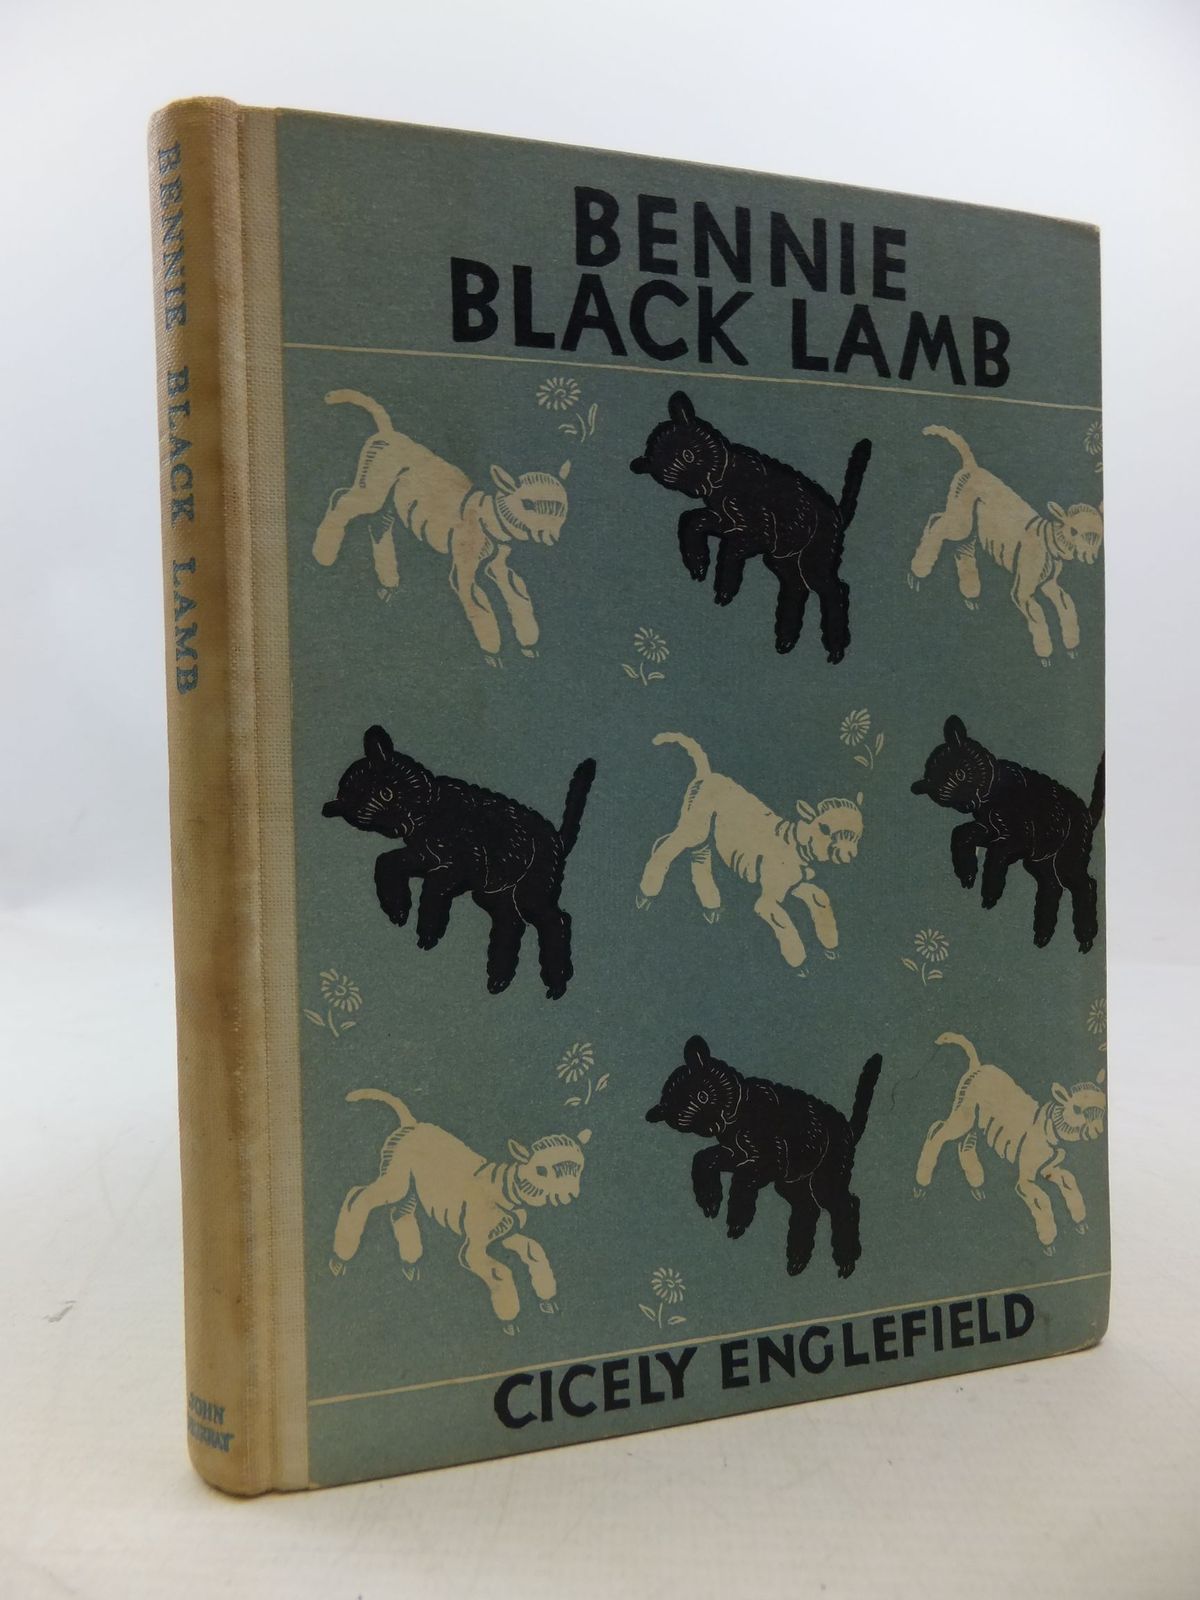 BENNIE BLACK LAMB
JOHN
MURRAY
BENNIE
BLACK LAMB
CICELY ENGLEFIELD